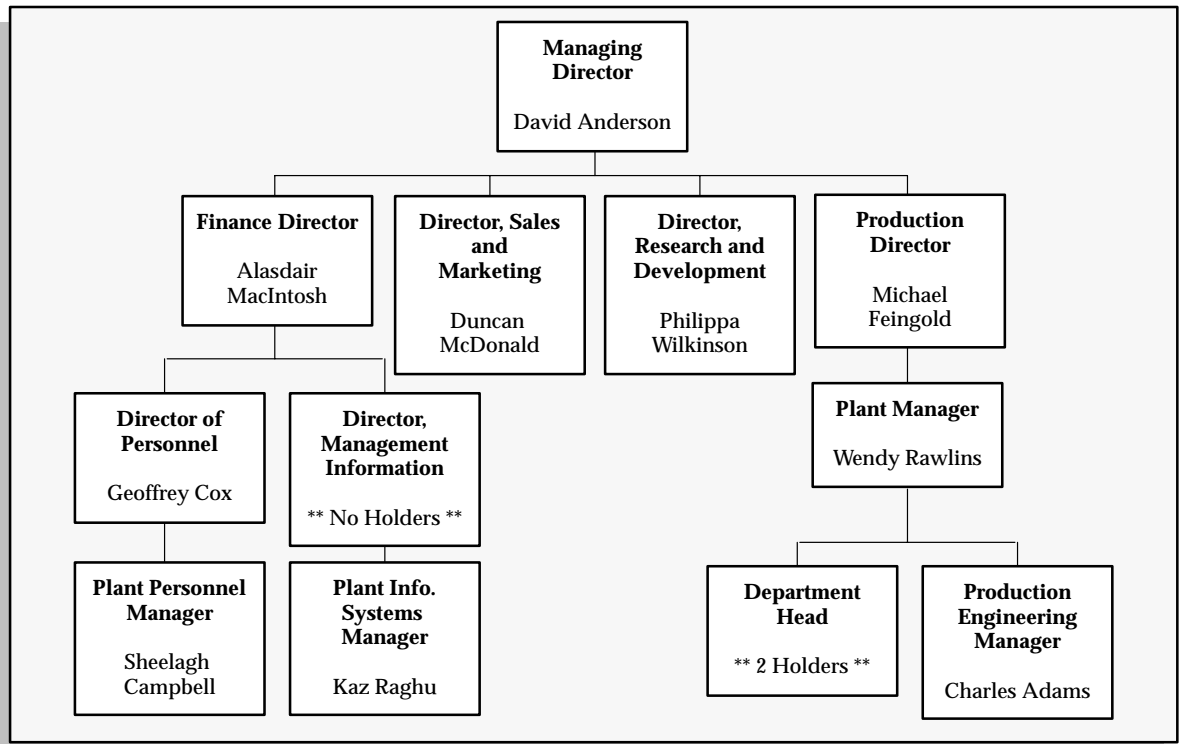 Managing
Director
David Anderson
Finance Director
Alasdair
MacIntosh
Director, Sales
and
Marketing
Duncan
McDonald
Director,
Research and
Development
Philippa
Wilkinson
Production
Director
Michael
Feingold
Director of
Personnel
Geoffrey Cox
Director,
Management
Information
** No Holders **
Plant Manager
Wendy Rawlins
Plant Personnel
Manager
Sheelagh
Campbell
Plant Info.
Systems
Manager
Kaz Raghu
Department
Head
** 2 Holders **
Production
Engineering
Manager
Charles Adams